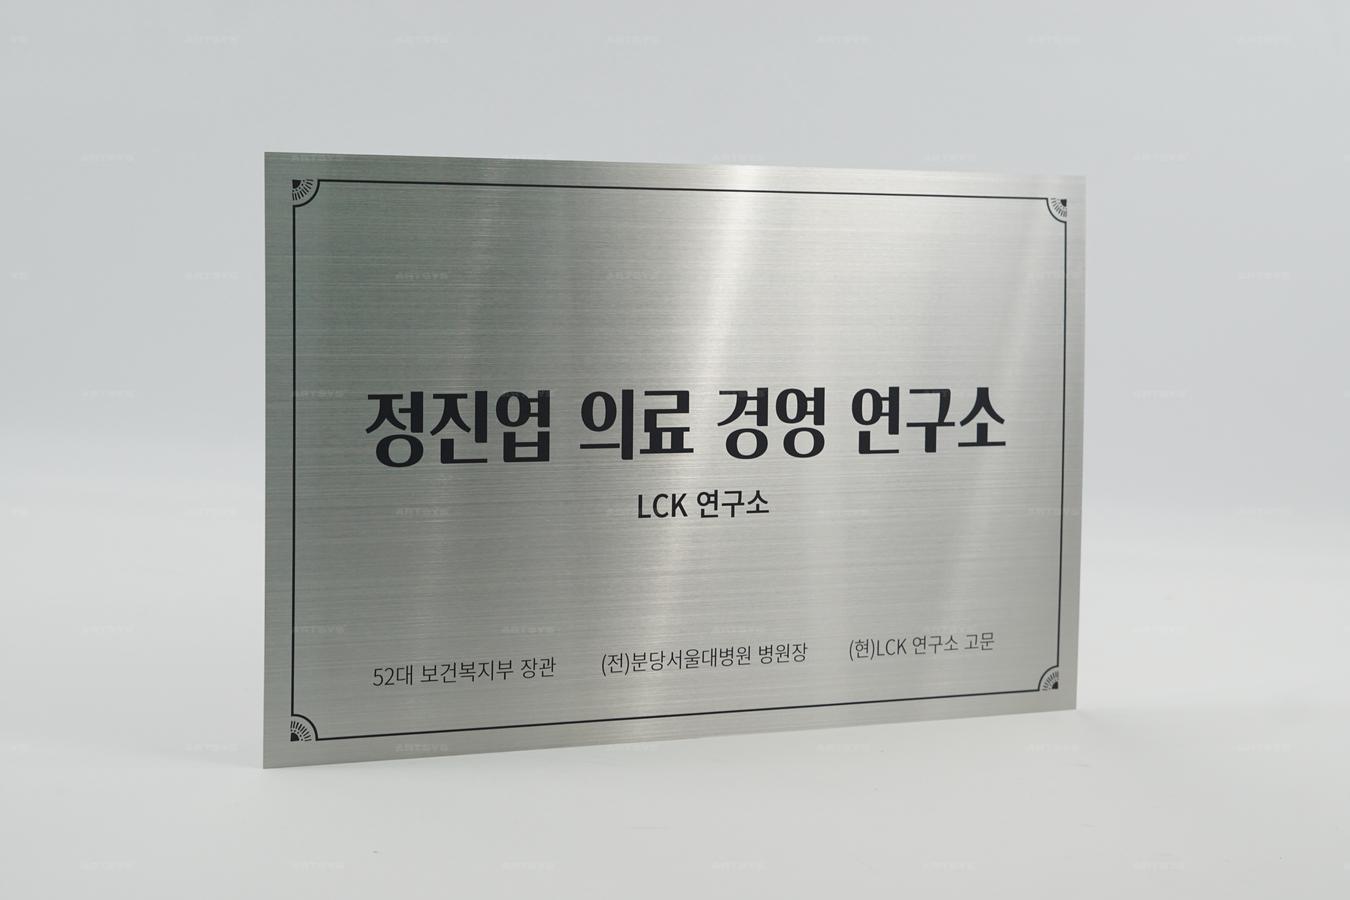 정진엽 의료 경영 연구소
LCK 연구소
52대 보건복지부 장관 (전)분당서울대병원 병원장 (현)LCK 연구소 고문
ARTSYS